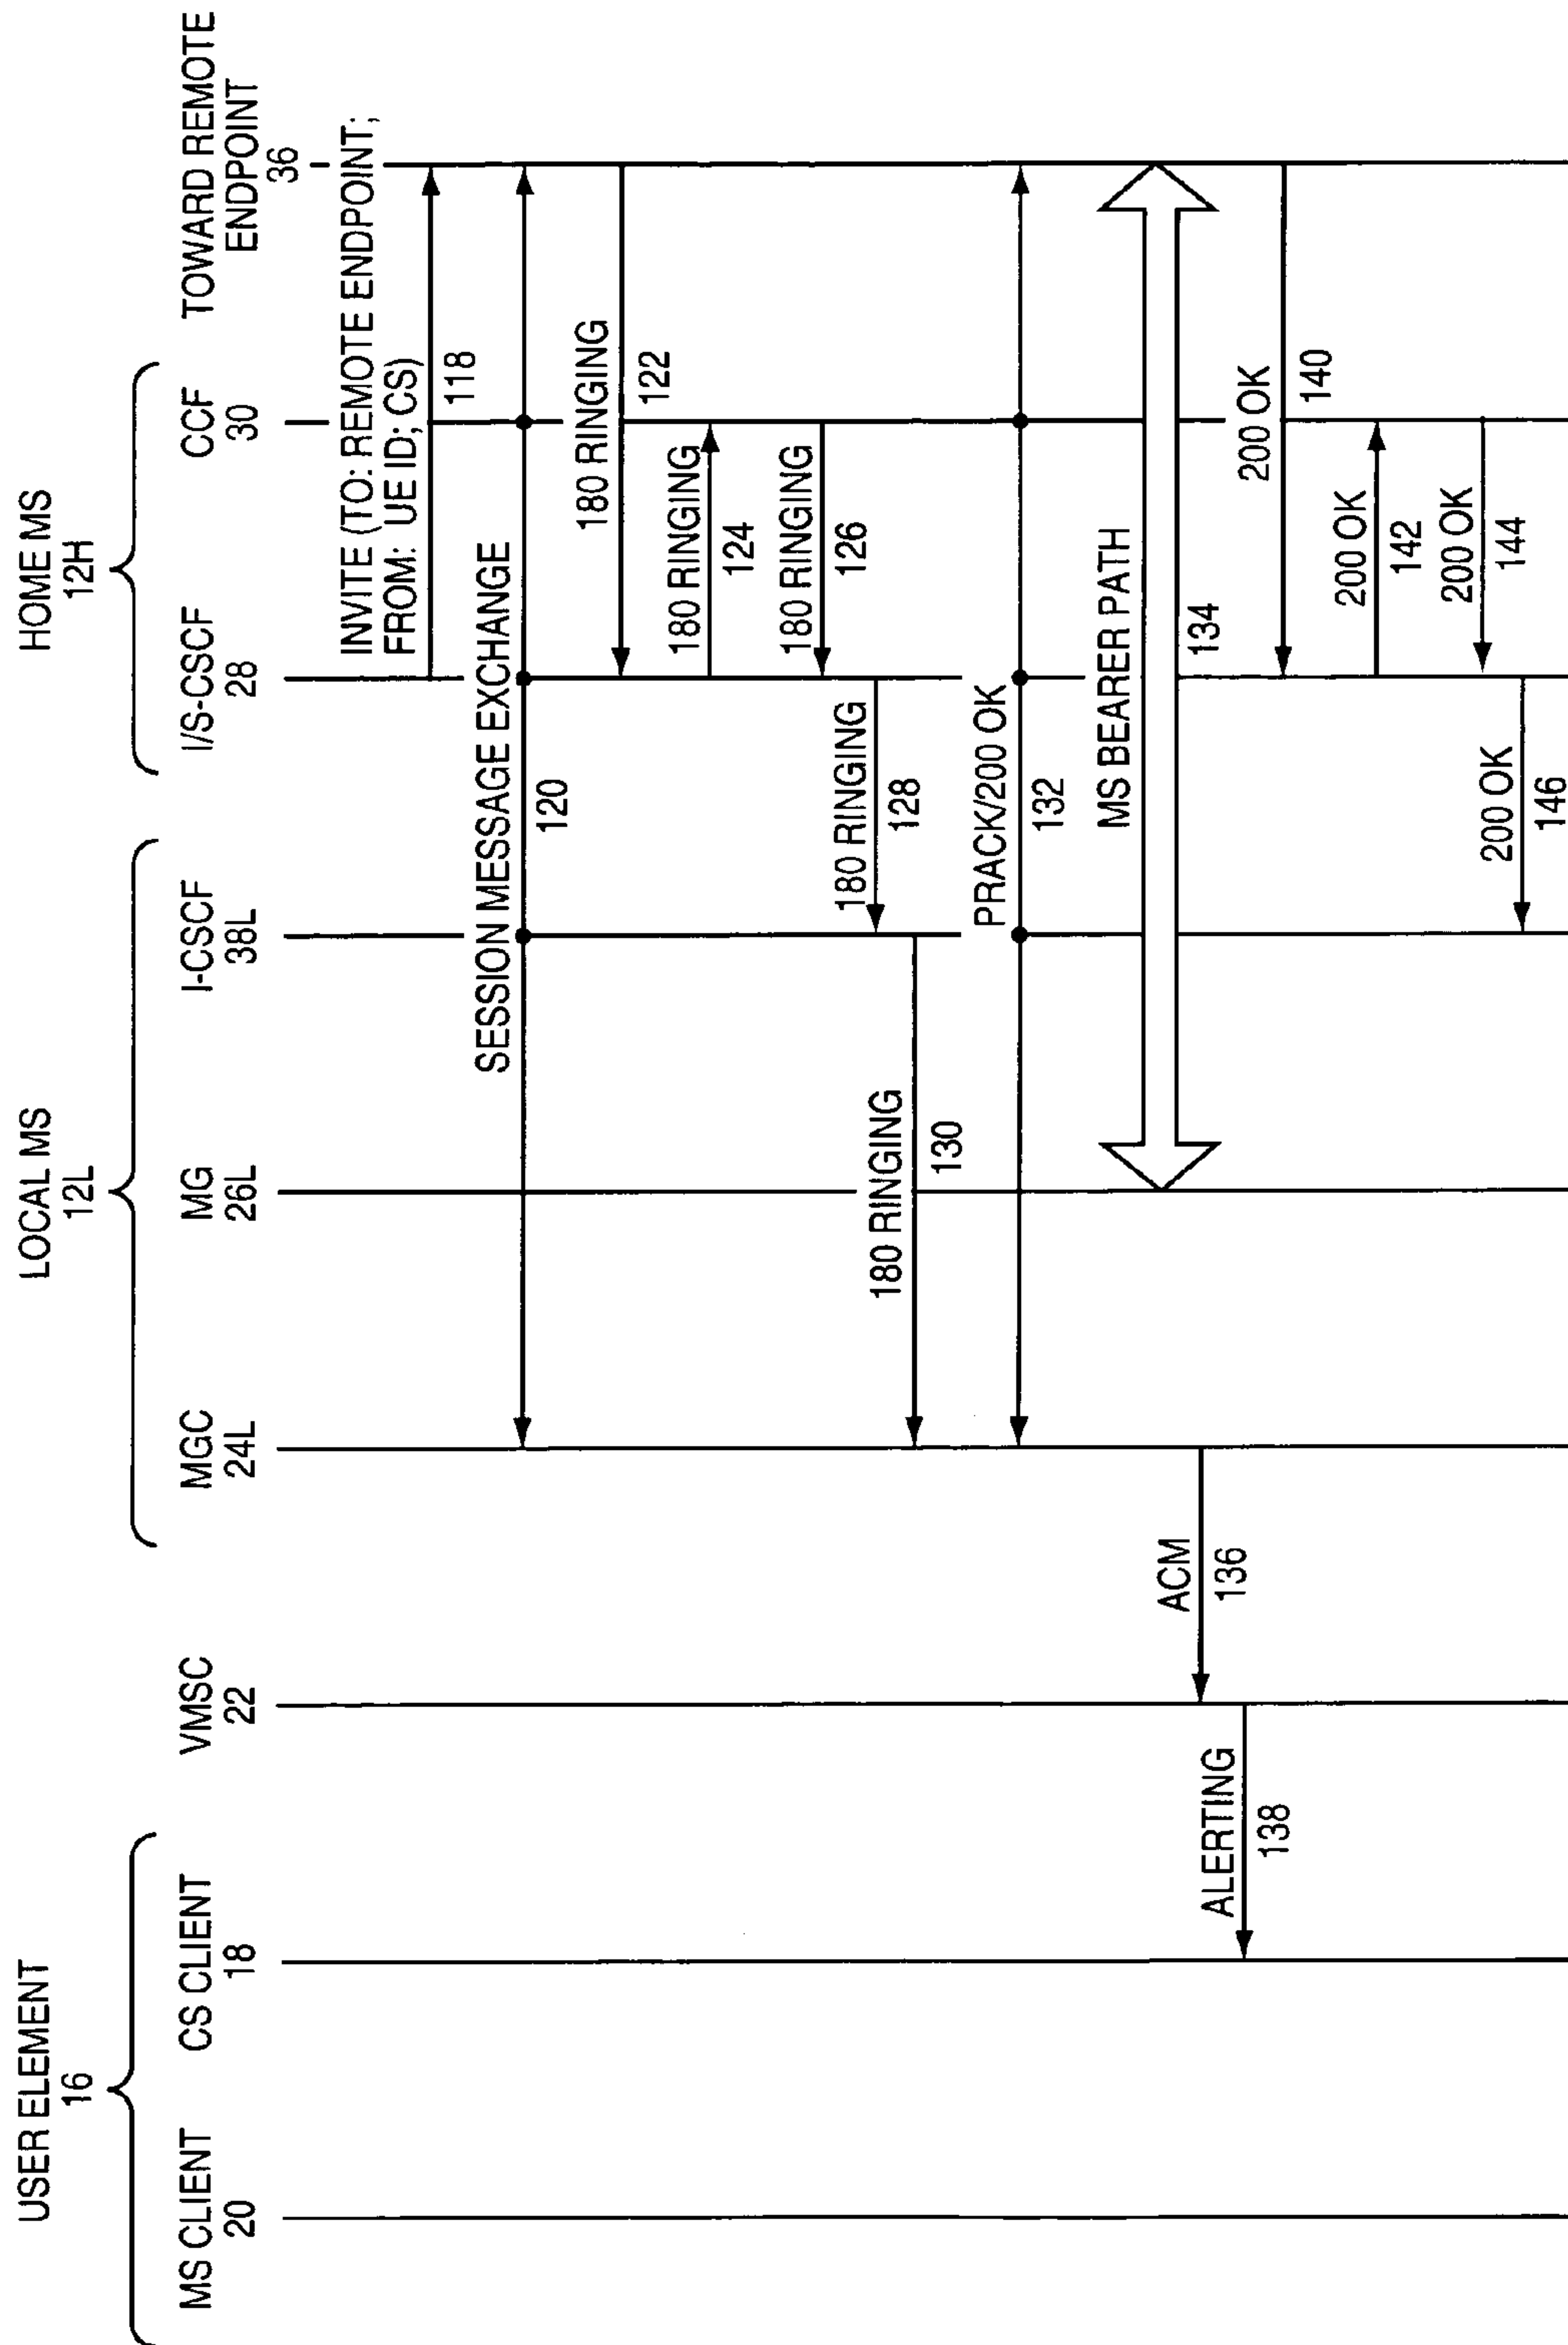 USER ELEMENT
16
LOCAL MS
12L
HOME MS
12H
MS CLIENT
20
CS CLIENT
18
VMSC
22
MGC
24L
MG
26L
I-CSCF
38L
I/S-CSCF
28
CCF
30
TOWARD REMOTE
ENDPOINT
36
INVITE (TO: REMOTE ENDPOINT;
FROM: UE ID; CS)
118
SESSION MESSAGE EXCHANGE
120
180 RINGING
122
180 RINGING
124
180 RINGING
126
180 RINGING
128
180 RINGING
130
PRACK/200 OK
132
MS BEARER PATH
134
ACM
136
ALERTING
138
200 OK
140
200 OK
142
200 OK
144
200 OK
146